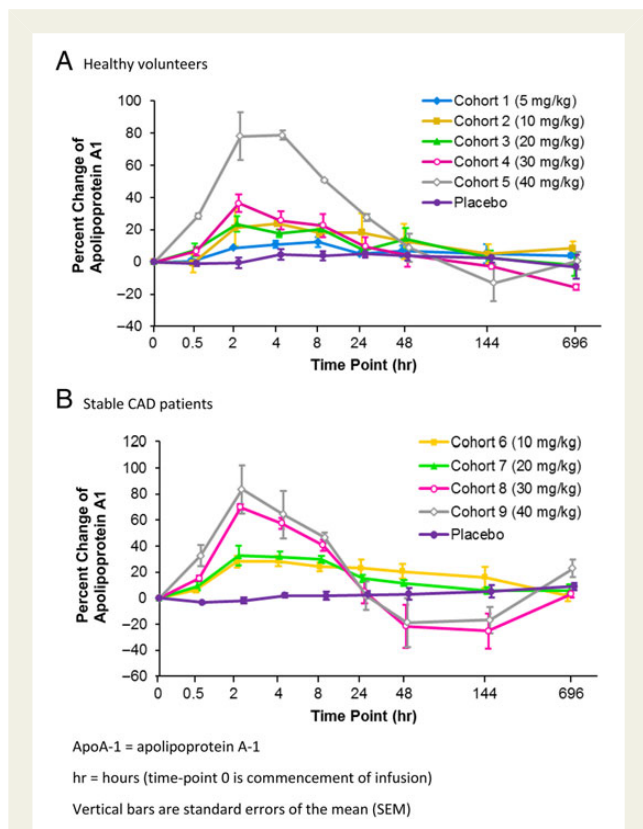 A Healthy volunteers
Percent Change of
Apolipoprotein A1
100
80
60
40
20
0
−20
−40
Cohort 1 (5 mg/kg)
Cohort 2 (10 mg/kg)
Cohort 3 (20 mg/kg)
Cohort 4 (30 mg/kg)
Cohort 5 (40 mg/kg)
Placebo
0 0.5 2 4 8 24 48 144 696
Time Point (hr)
B Stable CAD patients
Percent Change of
Apolipoprotein A1
120
100
80
60
40
20
0
−20
−40
−60
Cohort 6 (10 mg/kg)
Cohort 7 (20 mg/kg)
Cohort 8 (30 mg/kg)
Cohort 9 (40 mg/kg)
Placebo
0 0.5 2 4 8 24 48 144 696
Time Point (hr)
ApoA-1 = apolipoprotein A-1
hr = hours (time-point 0 is commencement of infusion)
Vertical bars are standard errors of the mean (SEM)